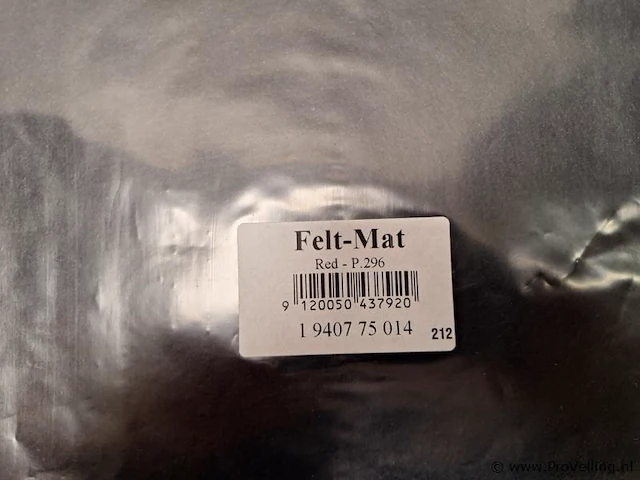 Felt-Mat
Red - P.296
9 120050 437920
1 9407 75 014
212
© www.ProVeiling.nl